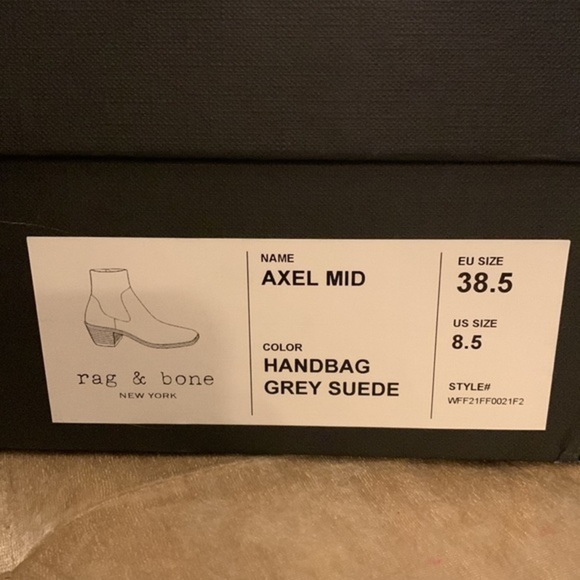 rag & bone
NEW YORK
NAME
AXEL MID
COLOR
HANDBAG
GREY SUEDE
EU SIZE
38.5
US SIZE
8.5
STYLE#
WFF21FF0021F2